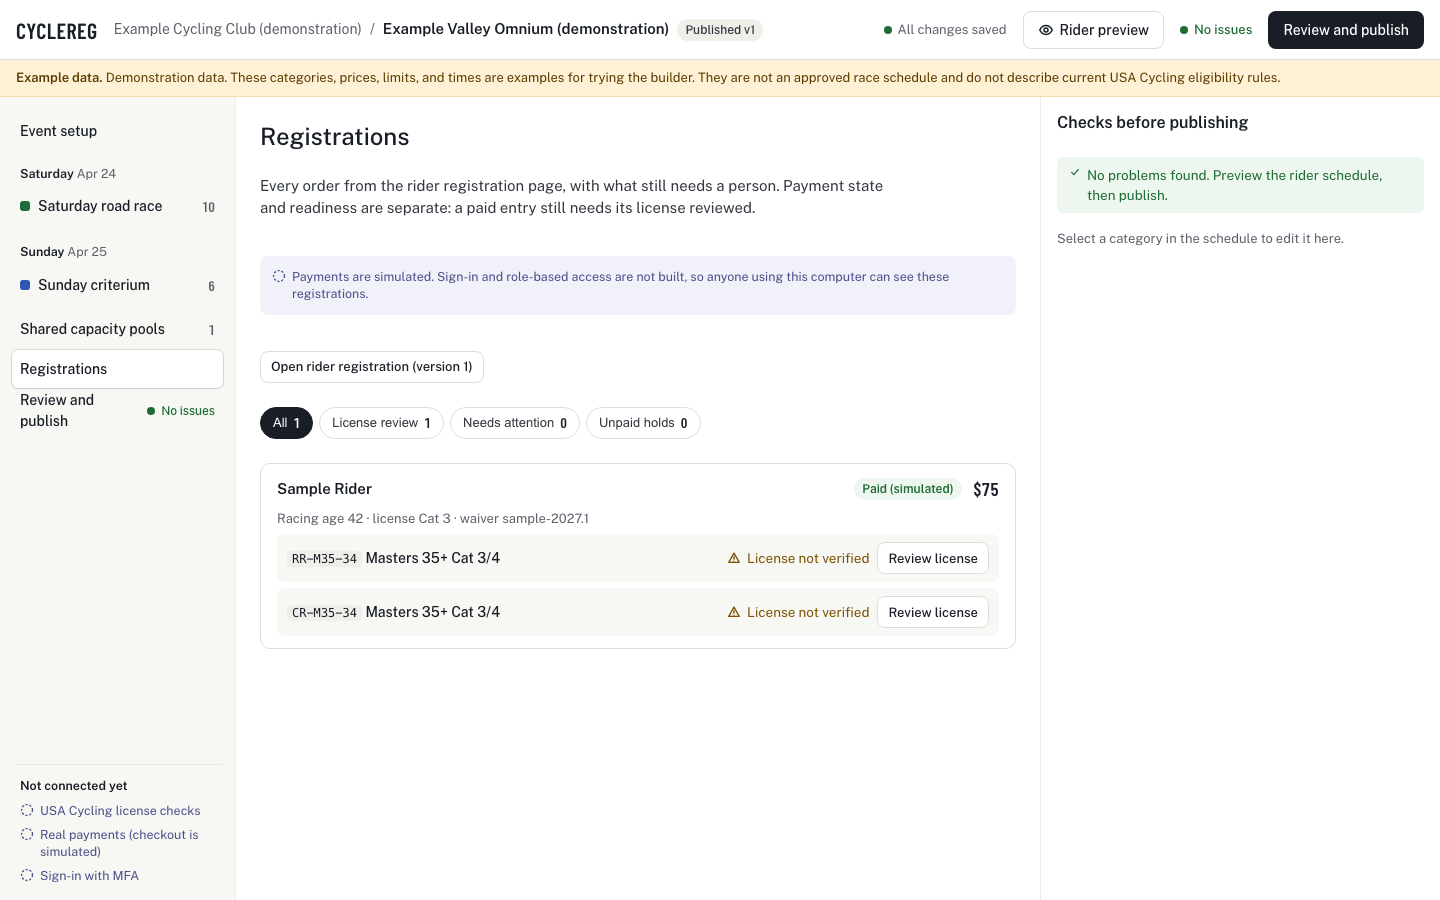 CYCLEREG
Example Cycling Club (demonstration) / Example Valley Omnium (demonstration) Published v1
All changes saved
Rider preview
No issues
Review and publish
Example data. Demonstration data. These categories, prices, limits, and times are examples for trying the builder. They are not an approved race schedule and do not describe current USA Cycling eligibility rules.
Event setup
Saturday Apr 24
Saturday road race 10
Sunday Apr 25
Sunday criterium 6
Shared capacity pools 1
Registrations
Review and
publish
No issues
Not connected yet
USA Cycling license checks
Real payments (checkout is
simulated)
Sign-in with MFA
Registrations
Every order from the rider registration page, with what still needs a person. Payment state
and readiness are separate: a paid entry still needs its license reviewed.
Payments are simulated. Sign-in and role-based access are not built, so anyone using this computer can see these
registrations.
Open rider registration (version 1)
All 1
License review 1
Needs attention 0
Unpaid holds 0
Sample Rider
Paid (simulated) $75
Racing age 42 · license Cat 3 · waiver sample-2027.1
RR-M35-34 Masters 35+ Cat 3/4
License not verified
Review license
CR-M35-34 Masters 35+ Cat 3/4
License not verified
Review license
Checks before publishing
No problems found. Preview the rider schedule,
then publish.
Select a category in the schedule to edit it here.